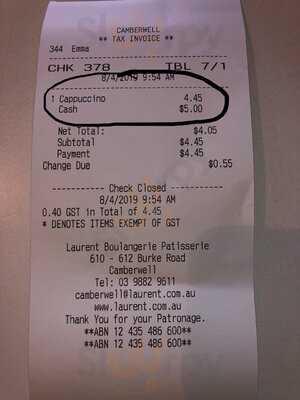 CAMBERWELL
** TAX INVOICE **
344 Emma
CHK 378 TBL 7/1
8/4/2019 9:54 AM
1 Cappuccino 4.45
Cash $5.00
Net Total: $4.05
Subtotal $4.45
Payment $4.45
Change Due $0.55
----------- Check Closed -----------
8/4/2019 9:54 AM
0.40 GST in Total of 4.45
* DENOTES ITEMS EXEMPT OF GST
Laurent Boulangerie Patisserie
610 - 612 Burke Road
Camberwell
Tel: 03 9882 9611
camberwell@laurent.com.au
www.laurent.com.au
Thank You for your Patronage.
**ABN 12 435 486 600**
**ABN 12 435 486 600**